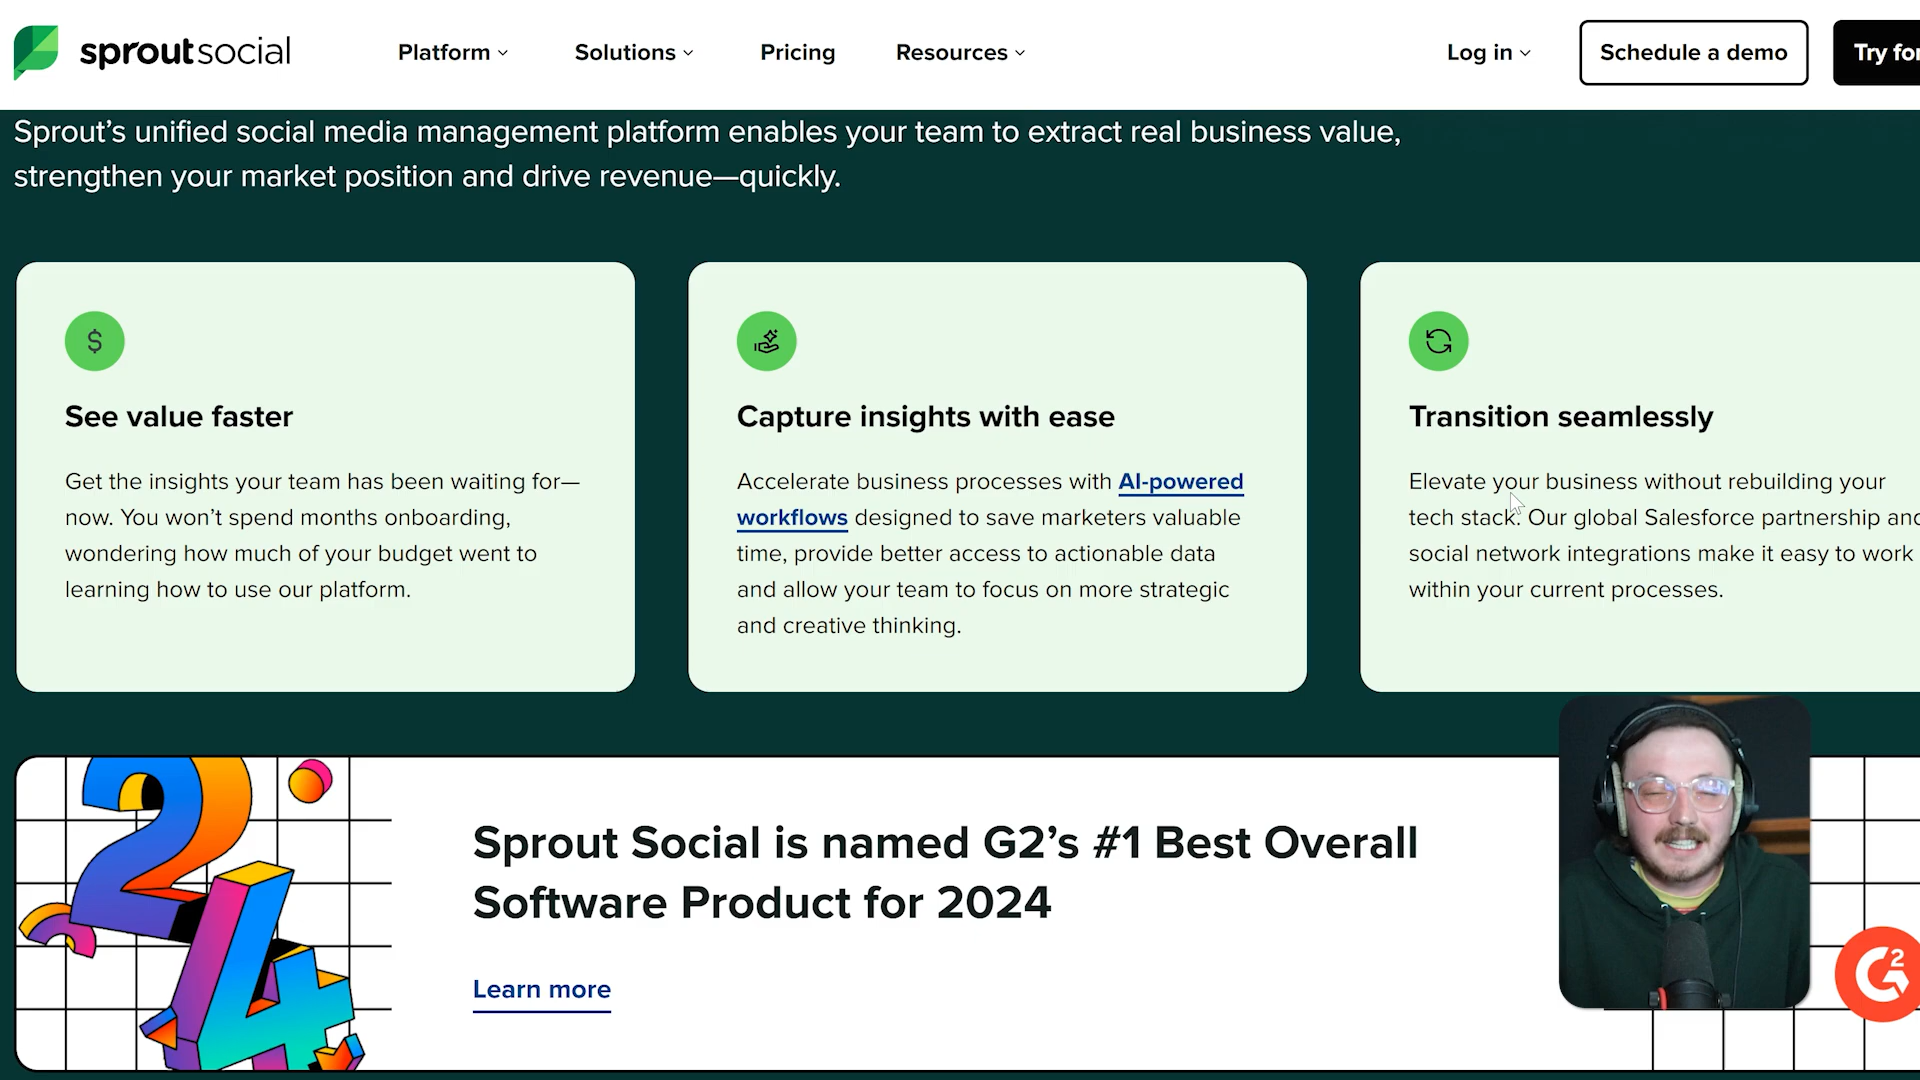 sproutsocial
Platform
Solutions
Pricing
Resources
Log in
Schedule a demo
Try for
Sprout’s unified social media management platform enables your team to extract real business value,
strengthen your market position and drive revenue—quickly.
$
See value faster
Get the insights your team has been waiting for—
now. You won’t spend months onboarding,
wondering how much of your budget went to
learning how to use our platform.
Capture insights with ease
Accelerate business processes with AI-powered
workflows designed to save marketers valuable
time, provide better access to actionable data
and allow your team to focus on more strategic
and creative thinking.
Transition seamlessly
Elevate your business without rebuilding your
tech stack. Our global Salesforce partnership and
social network integrations make it easy to work
within your current processes.
24
Sprout Social is named G2’s #1 Best Overall
Software Product for 2024
Learn more
G2